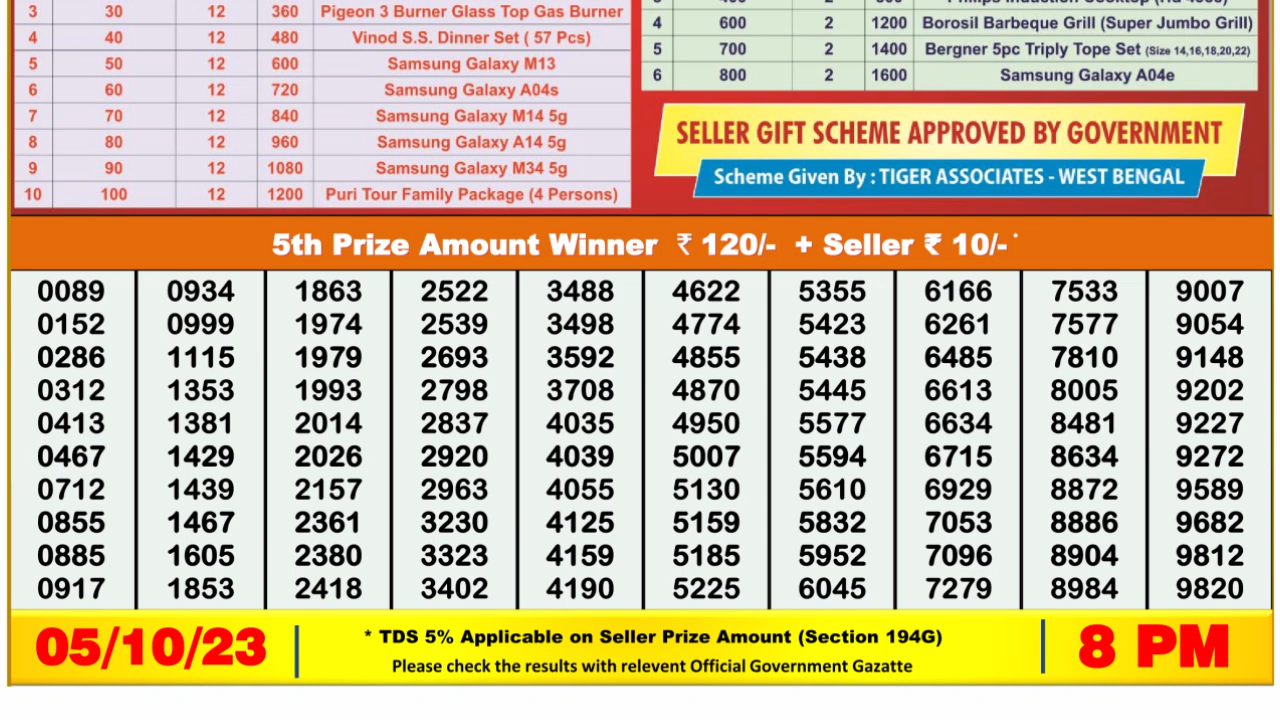 3 30 12 360 Pigeon 3 Burner Glass Top Gas Burner
4 40 12 480 Vinod S.S. Dinner Set ( 57 Pcs)
5 50 12 600 Samsung Galaxy M13
6 60 12 720 Samsung Galaxy A04s
7 70 12 840 Samsung Galaxy M14 5g
8 80 12 960 Samsung Galaxy A14 5g
9 90 12 1080 Samsung Galaxy M34 5g
10 100 12 1200 Puri Tour Family Package (4 Persons)
4 600 2 1200 Borosil Barbeque Grill (Super Jumbo Grill)
5 700 2 1400 Bergner 5pc Triply Tope Set (Size 14,16,18,20,22)
6 800 2 1600 Samsung Galaxy A04e
SELLER GIFT SCHEME APPROVED BY GOVERNMENT
Scheme Given By : TIGER ASSOCIATES - WEST BENGAL
5th Prize Amount Winner ₹ 120/- + Seller ₹ 10/- *
0089 0934 1863 2522 3488 4622 5355 6166 7533 9007
0152 0999 1974 2539 3498 4774 5423 6261 7577 9054
0286 1115 1979 2693 3592 4855 5438 6485 7810 9148
0312 1353 1993 2798 3708 4870 5445 6613 8005 9202
0413 1381 2014 2837 4035 4950 5577 6634 8481 9227
0467 1429 2026 2920 4039 5007 5594 6715 8634 9272
0712 1439 2157 2963 4055 5130 5610 6929 8872 9589
0855 1467 2361 3230 4125 5159 5832 7053 8886 9682
0885 1605 2380 3323 4159 5185 5952 7096 8904 9812
0917 1853 2418 3402 4190 5225 6045 7279 8984 9820
05/10/23
* TDS 5% Applicable on Seller Prize Amount (Section 194G)
Please check the results with relevent Official Government Gazatte
8 PM